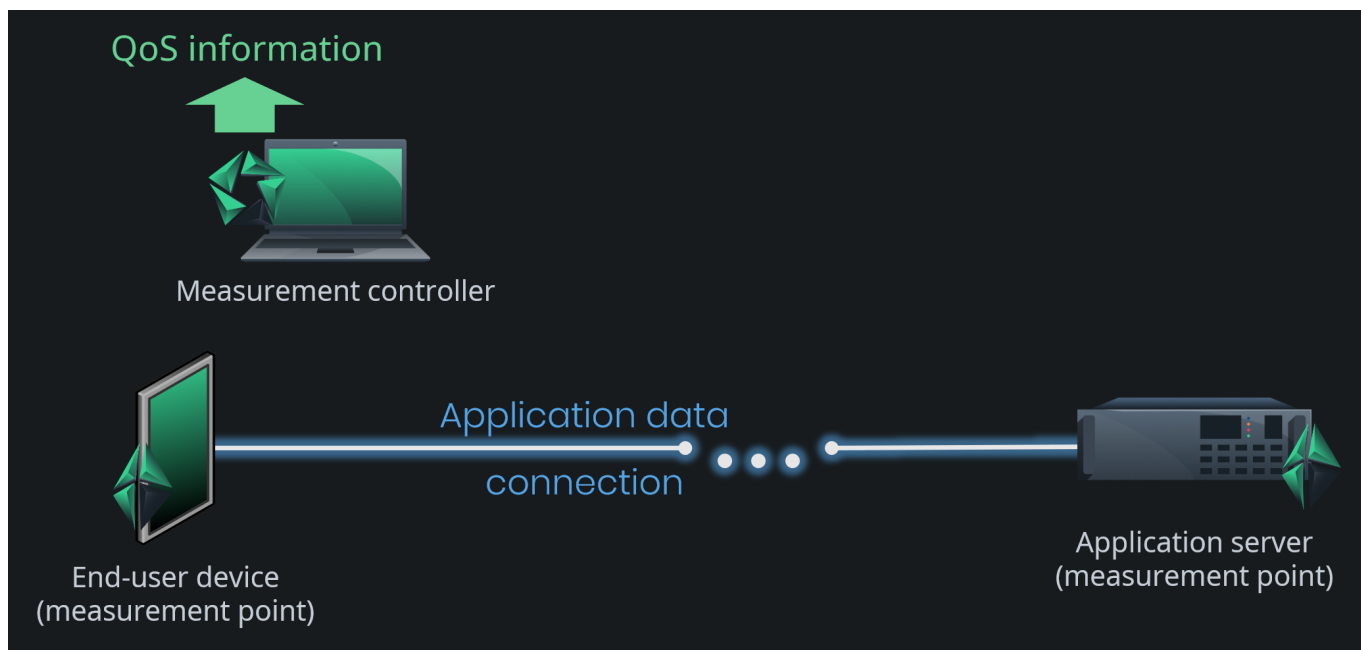 QoS information
Measurement controller
Application data
connection
End-user device
(measurement point)
Application server
(measurement point)